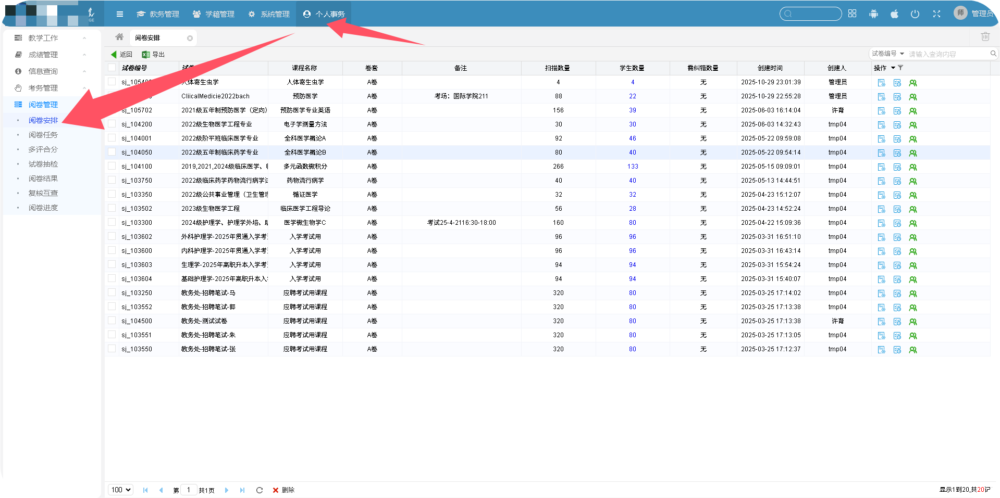 GE
教务管理 学籍管理 系统管理 个人事务 师 管理员
教学工作
成绩管理
信息查询
考务管理
阅卷管理
阅卷安排
阅卷任务
多评合分
试卷抽检
阅卷结果
复核互查
阅卷进度
阅卷安排
返回 导出 试卷编号 请输入查询内容
试卷编号 课程名称 卷套 备注 扫描数量 学生数量 需纠错数量 创建时间 创建人 操作
人体寄生虫学 人体寄生虫学 A卷 4 4 无 2025-10-29 23:01:39 管理员
CliicalMedicie2022bach 预防医学 A卷 考场：国际学院211 88 22 无 2025-10-29 22:55:28 管理员
sj_105702 2021级五年制预防医学（定向） 预防医学专业英语 A卷 156 39 无 2025-06-03 16:14:04 许育
sj_104200 2022级生物医学工程专业 电子学测量方法 A卷 30 30 无 2025-06-03 14:32:43 tmp04
sj_104001 2022级阶平班临床医学专业 全科医学概论A A卷 92 46 无 2025-05-22 09:59:08 tmp04
sj_104050 2022级五年制临床药学专业 全科医学概论B A卷 80 40 无 2025-05-22 09:54:14 tmp04
sj_104100 2019,2021,2024级临床医学、 多元函数微积分 A卷 266 133 无 2025-05-15 09:09:01 tmp04
sj_103750 2022级临床药学药物流行病学试 药物流行病学 A卷 40 40 无 2025-05-13 14:44:51 tmp04
sj_103350 2022级公共事业管理（卫生管理 循证医学 A卷 32 32 无 2025-04-23 15:12:07 tmp04
sj_103502 2023级生物医学工程 临床医学工程导论 A卷 56 28 无 2025-04-23 14:52:24 tmp04
sj_103300 2024级护理学、护理学外培、助 医学微生物学C A卷 考试25-4-2116:30-18:00 160 80 无 2025-04-22 15:09:36 tmp04
sj_103602 外科护理学-2025年贯通入学考 入学考试用 A卷 96 96 无 2025-03-31 16:51:10 tmp04
sj_103600 内科护理学-2025年贯通入学考 入学考试用 A卷 96 96 无 2025-03-31 16:43:14 tmp04
sj_103603 生理学-2025年高职升本入学考 入学考试用 A卷 94 94 无 2025-03-31 15:54:24 tmp04
sj_103604 基础护理学-2025年高职升本入 入学考试用 A卷 94 94 无 2025-03-31 15:40:07 tmp04
sj_103250 教务处-招聘笔试-马 应聘考试用课程 A卷 320 80 无 2025-03-25 17:14:02 tmp04
sj_103552 教务处-招聘笔试-郭 应聘考试用课程 A卷 320 80 无 2025-03-25 17:13:38 tmp04
sj_104500 教务处-测试试卷 应聘考试用课程 A卷 320 80 无 2025-03-25 17:13:38 许育
sj_103551 教务处-招聘笔试-朱 应聘考试用课程 A卷 320 80 无 2025-03-25 17:13:05 tmp04
sj_103550 教务处-招聘笔试-张 应聘考试用课程 A卷 320 80 无 2025-03-25 17:12:37 tmp04
100 第 1 共1页 删除 显示1到20,共20记